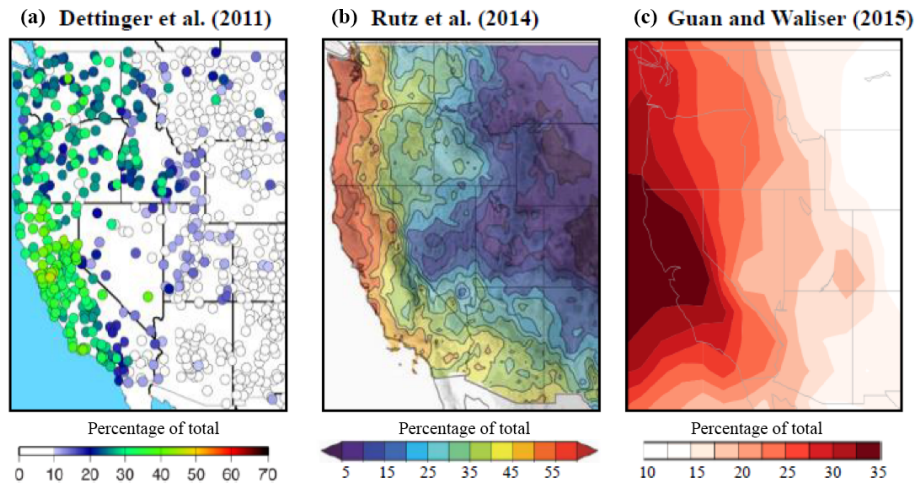 (a) Dettinger et al. (2011)
(b) Rutz et al. (2014)
(c) Guan and Waliser (2015)
Percentage of total
Percentage of total
Percentage of total
0 10 20 30 40 50 60 70
5 15 25 35 45 55
10 15 20 25 30 35